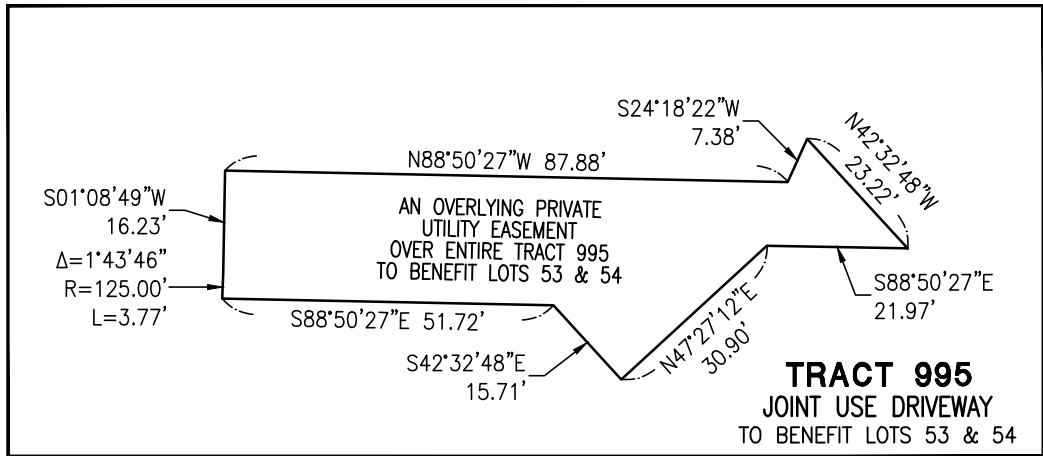 S24°18'22"W
7.38'
N42°32'48"W
23.22'
N88°50'27"W 87.88'
S01°08'49"W
16.23'
Δ=1°43'46"
R=125.00'
L=3.77'
AN OVERLYING PRIVATE
UTILITY EASEMENT
OVER ENTIRE TRACT 995
TO BENEFIT LOTS 53 & 54
S88°50'27"E 51.72'
S42°32'48"E
15.71'
N47°27'12"E
30.90'
S88°50'27"E
21.97'
TRACT 995
JOINT USE DRIVEWAY
TO BENEFIT LOTS 53 & 54